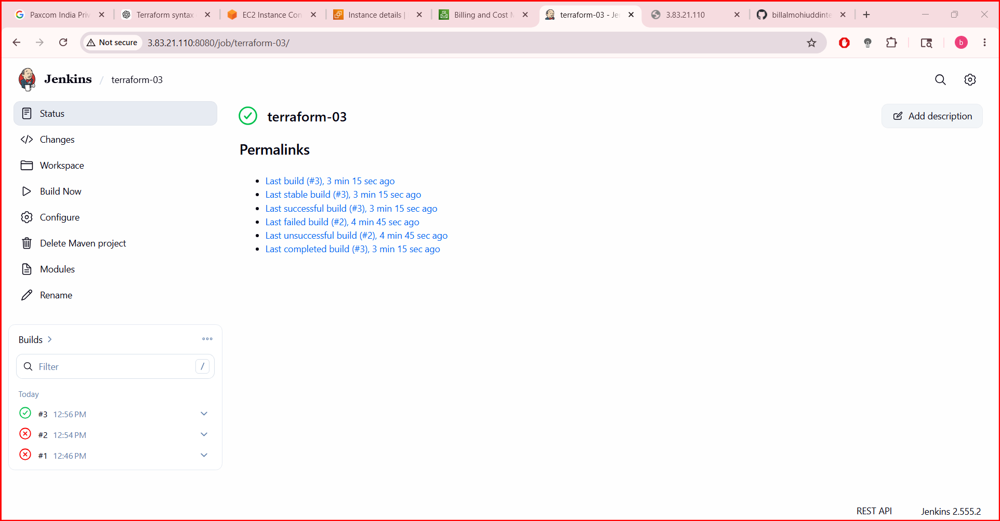 Paxcom India Priv
Terraform syntax
EC2 Instance Con
Instance details |
Billing and Cost M
terraform-03 - Je
3.83.21.110
billalmohiuddinte
Not secure
3.83.21.110:8080/job/terraform-03/
b
Jenkins / terraform-03
Status
Changes
Workspace
Build Now
Configure
Delete Maven project
Modules
Rename
Builds
Filter /
Today
#3 12:56 PM
#2 12:54 PM
#1 12:46 PM
terraform-03
Add description
Permalinks
Last build (#3), 3 min 15 sec ago
Last stable build (#3), 3 min 15 sec ago
Last successful build (#3), 3 min 15 sec ago
Last failed build (#2), 4 min 45 sec ago
Last unsuccessful build (#2), 4 min 45 sec ago
Last completed build (#3), 3 min 15 sec ago
REST API
Jenkins 2.555.2